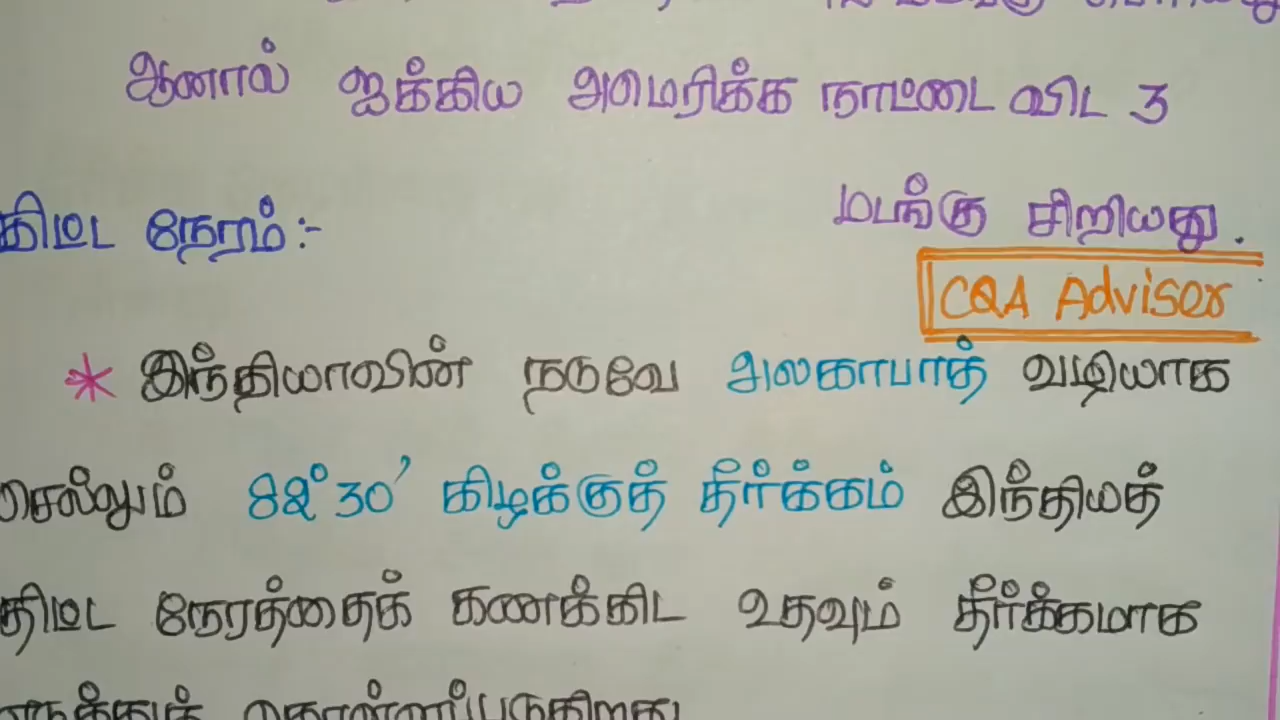 ஆனால் ஐக்கிய அமெரிக்க நாட்டை விட 3
மடங்கு சிறியது.
திட்ட நேரம்:-
CQA Adviser
* இந்தியாவின் நடுவே அலகாபாத் வழியாக
செல்லும் 82°30' கிழக்குத் தீர்க்கம் இந்தியத்
திட்ட நேரத்தைக் கணக்கிட உதவும் தீர்க்கமாக